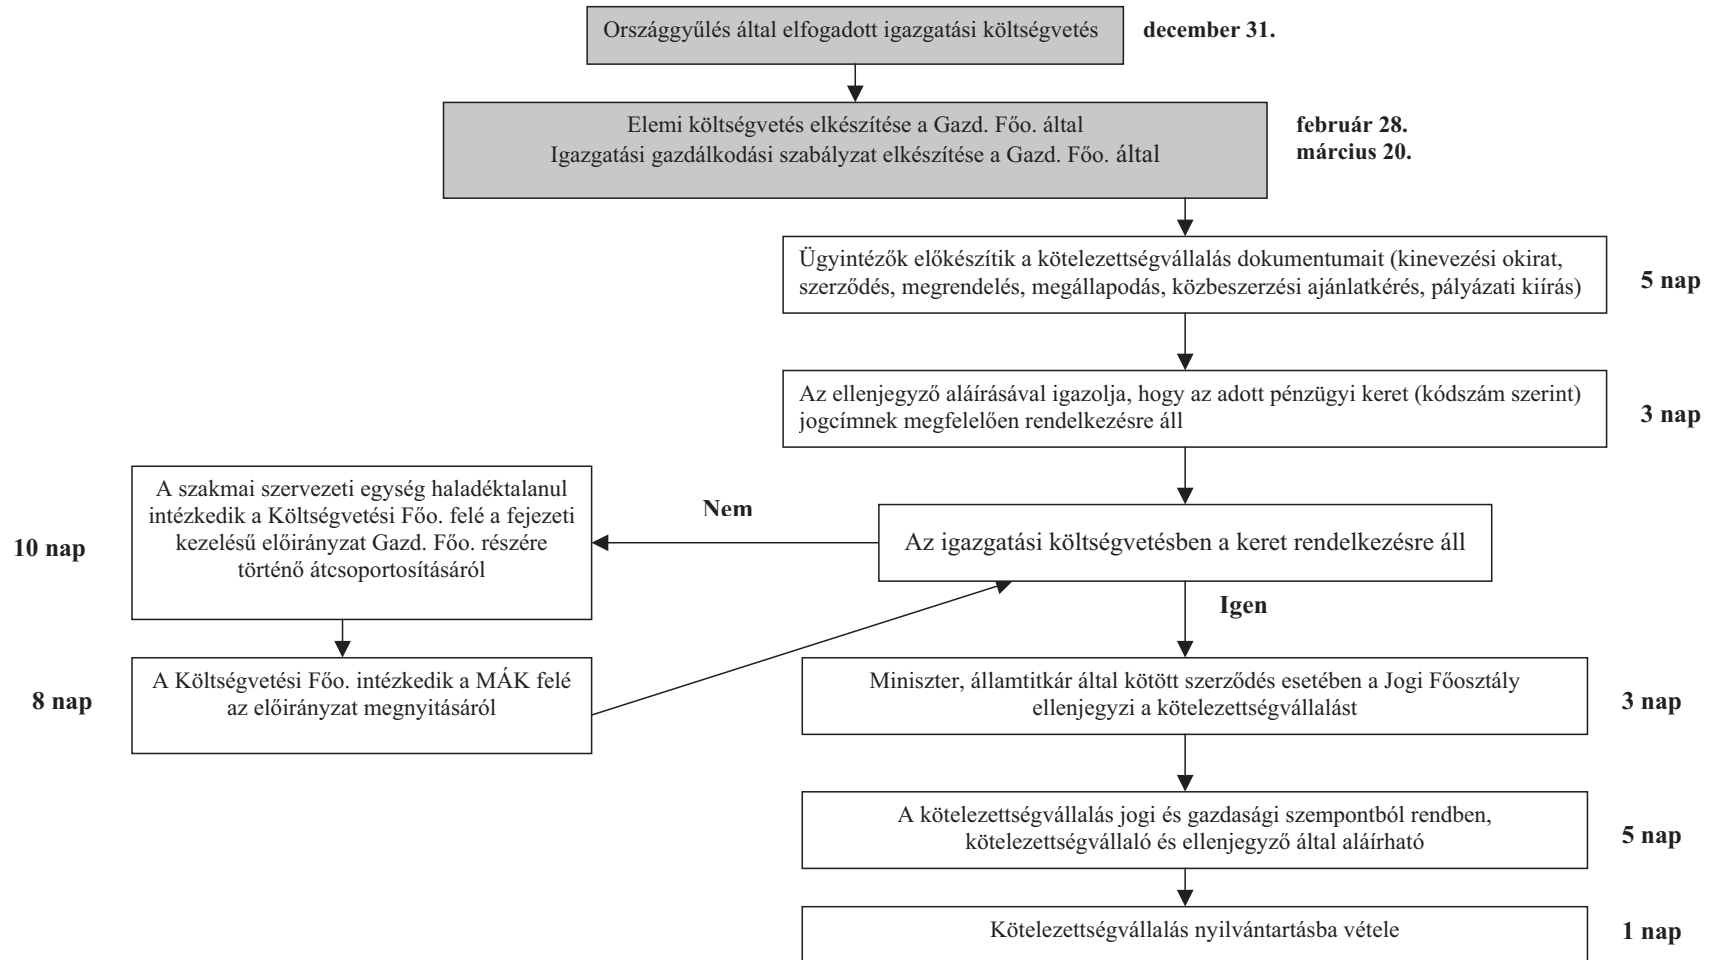 Országgyűlés által elfogadott igazgatási költségvetés
december 31.
Elemi költségvetés elkészítése a Gazd. Főo. által
Igazgatási gazdálkodási szabályzat elkészítése a Gazd. Főo. által
február 28.
március 20.
Ügyintézők előkészítik a kötelezettségvállalás dokumentumait (kinevezési okirat,
szerződés, megrendelés, megállapodás, közbeszerzési ajánlatkérés, pályázati kiírás)
5 nap
Az ellenjegyző aláírásával igazolja, hogy az adott pénzügyi keret (kódszám szerint)
jogcímnek megfelelően rendelkezésre áll
3 nap
Az igazgatási költségvetésben a keret rendelkezésre áll
Nem
A szakmai szervezeti egység haladéktalanul
intézkedik a Költségvetési Főo. felé a fejezeti
kezelésű előirányzat Gazd. Főo. részére
történő átcsoportosításáról
10 nap
A Költségvetési Főo. intézkedik a MÁK felé
az előirányzat megnyitásáról
8 nap
Igen
Miniszter, államtitkár által kötött szerződés esetében a Jogi Főosztály
ellenjegyzi a kötelezettségvállalást
3 nap
A kötelezettségvállalás jogi és gazdasági szempontból rendben,
kötelezettségvállaló és ellenjegyző által aláírható
5 nap
Kötelezettségvállalás nyilvántartásba vétele
1 nap